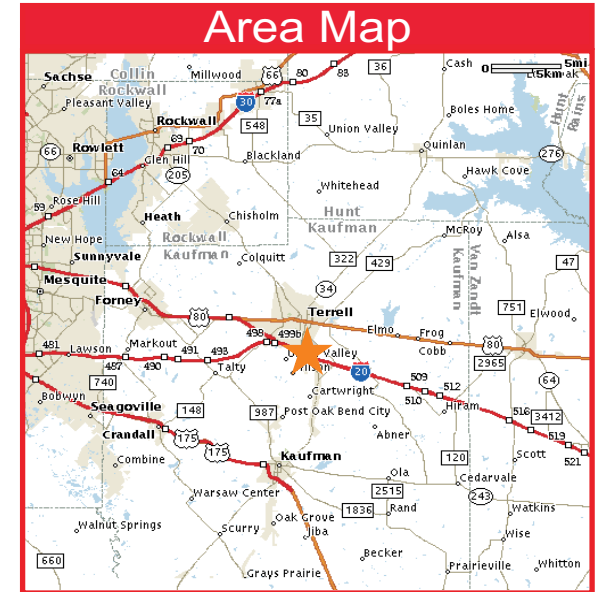 Area Map
Cash
0 5mi
5km
Sachse
Collin
Rockwall
Millwood
66
80
83
36
Pleasant Valley
30
77a
Boles Home
Hunt
Rains
Rockwall
548
35
Union Valley
69
70
66
Rowlett
Glen Hill
Blackland
Quinlan
276
64
205
Hawk Cove
Whitehead
59
Rose Hill
Heath
Chisholm
Hunt
Kaufman
McRoy
Alsa
New Hope
Rockwall
Kaufman
Sunnyvale
Colquitt
322
429
Van Zandt
Kaufman
47
Mesquite
34
Forney
Terrell
751
Elwood
80
Elmo
Frog
481
Lawson
Markout
498
499b
Cobb
80
487
490
491
493
Valley
2965
Talty
20
740
Cartwright
509
512
64
Bobwyn
510
Seagoville
148
987
Post Oak Bend City
Hiram
516
3412
Crandall
175
Abner
519
175
Kaufman
120
Scott
521
Combine
Ola
Cedarvale
Warsaw Center
2515
243
1836
Rand
Watkins
Walnut Springs
Oak Grove
Scurry
Jiba
Wise
660
Becker
Grays Prairie
Prairieville
Whitton